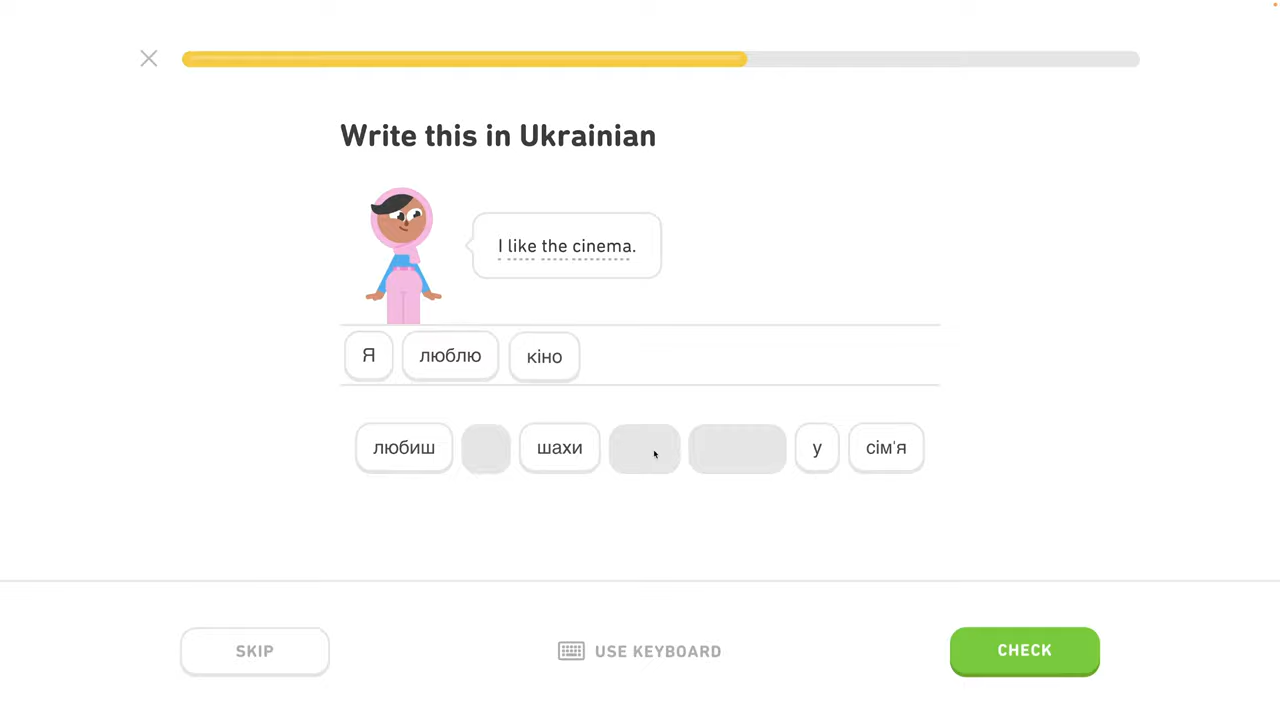 Write this in Ukrainian
I like the cinema.
Я люблю кіно
любиш шахи у сім'я
SKIP USE KEYBOARD CHECK